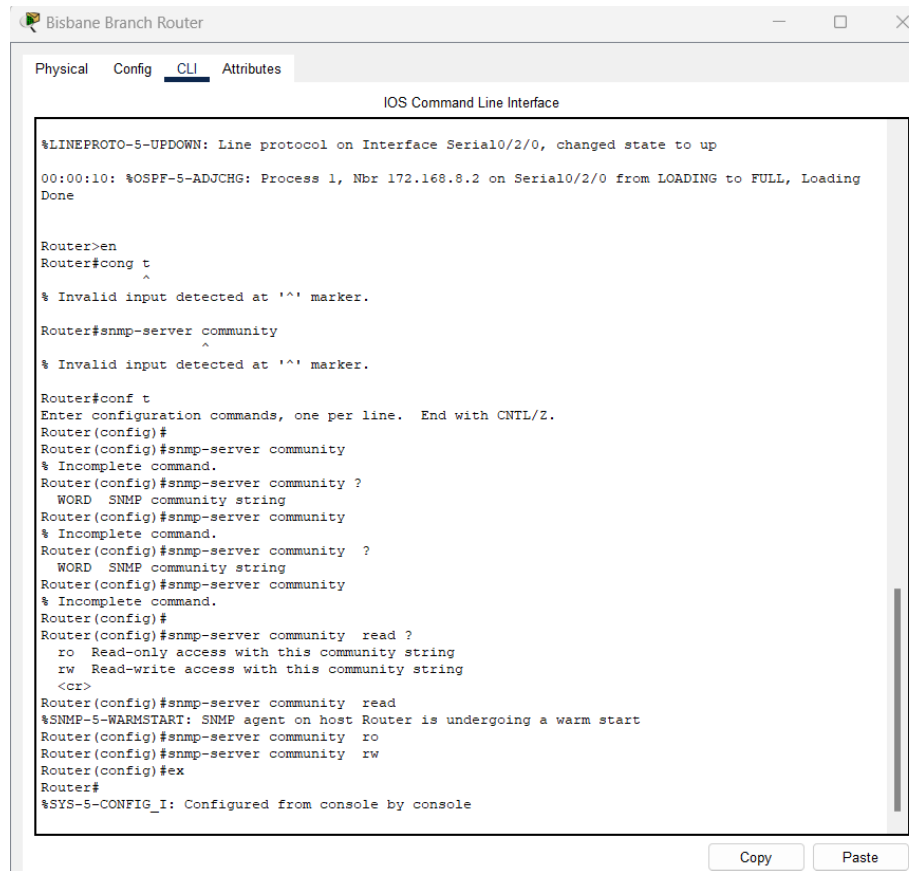 Bisbane Branch Router
Physical Config CLI Attributes
IOS Command Line Interface
%LINEPROTO-5-UPDOWN: Line protocol on Interface Serial0/2/0, changed state to up
00:00:10: %OSPF-5-ADJCHG: Process 1, Nbr 172.168.8.2 on Serial0/2/0 from LOADING to FULL, Loading
Done
Router>en
Router#cong t
^
% Invalid input detected at '^' marker.
Router#snmp-server community
^
% Invalid input detected at '^' marker.
Router#conf t
Enter configuration commands, one per line.  End with CNTL/Z.
Router(config)#
Router(config)#snmp-server community
% Incomplete command.
Router(config)#snmp-server community ?
  WORD  SNMP community string
Router(config)#snmp-server community
% Incomplete command.
Router(config)#snmp-server community  ?
  WORD  SNMP community string
Router(config)#snmp-server community
% Incomplete command.
Router(config)#
Router(config)#snmp-server community  read ?
  ro  Read-only access with this community string
  rw  Read-write access with this community string
  <cr>
Router(config)#snmp-server community  read
%SNMP-5-WARMSTART: SNMP agent on host Router is undergoing a warm start
Router(config)#snmp-server community  ro
Router(config)#snmp-server community  rw
Router(config)#ex
Router#
%SYS-5-CONFIG_I: Configured from console by console
Copy Paste